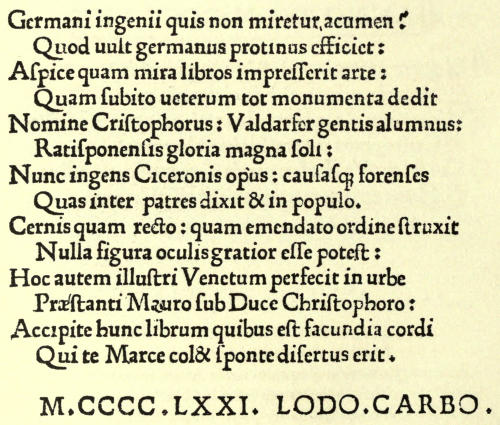 Germani ingenii quis non miretur acumen?
Quod uult germanus protinus efficiet:
Aſpice quam mira libros impreſſerit arte:
Quam ſubito ueterum tot monumenta dedit
Nomine Criſtophorus: Valdarfer gentis alumnus:
Ratiſponenſis gloria magna ſoli:
Nunc ingens Ciceronis opus: cauſaſqꝫ forenſes
Quas inter patres dixit & in populo.
Cernis quam recto: quam emendato ordine ſtruxit
Nulla figura oculis gratior eſſe poteſt:
Hoc autem illuſtri Venetum perfecit in urbe
Præſtanti Mauro ſub Duce Chriſtophoro:
Accipite hunc librum quibus eſt facundia cordi
Qui te Marce col& ſponte diſertus erit.
M.CCCC.LXXI. LODO.CARBO.